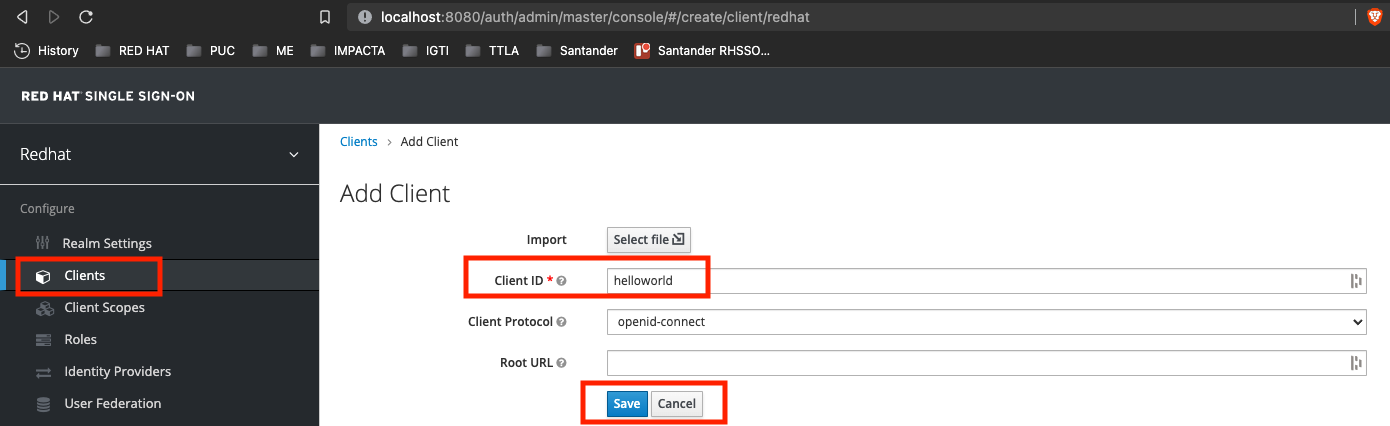 localhost:8080/auth/admin/master/console/#/create/client/redhat
History RED HAT PUC ME IMPACTA IGTI TTLA Santander Santander RHSSO...
RED HAT SINGLE SIGN-ON
Redhat
Clients > Add Client
Add Client
Configure
Realm Settings
Clients
Client Scopes
Roles
Identity Providers
User Federation
Import Select file
Client ID * helloworld
Client Protocol openid-connect
Root URL
Save Cancel